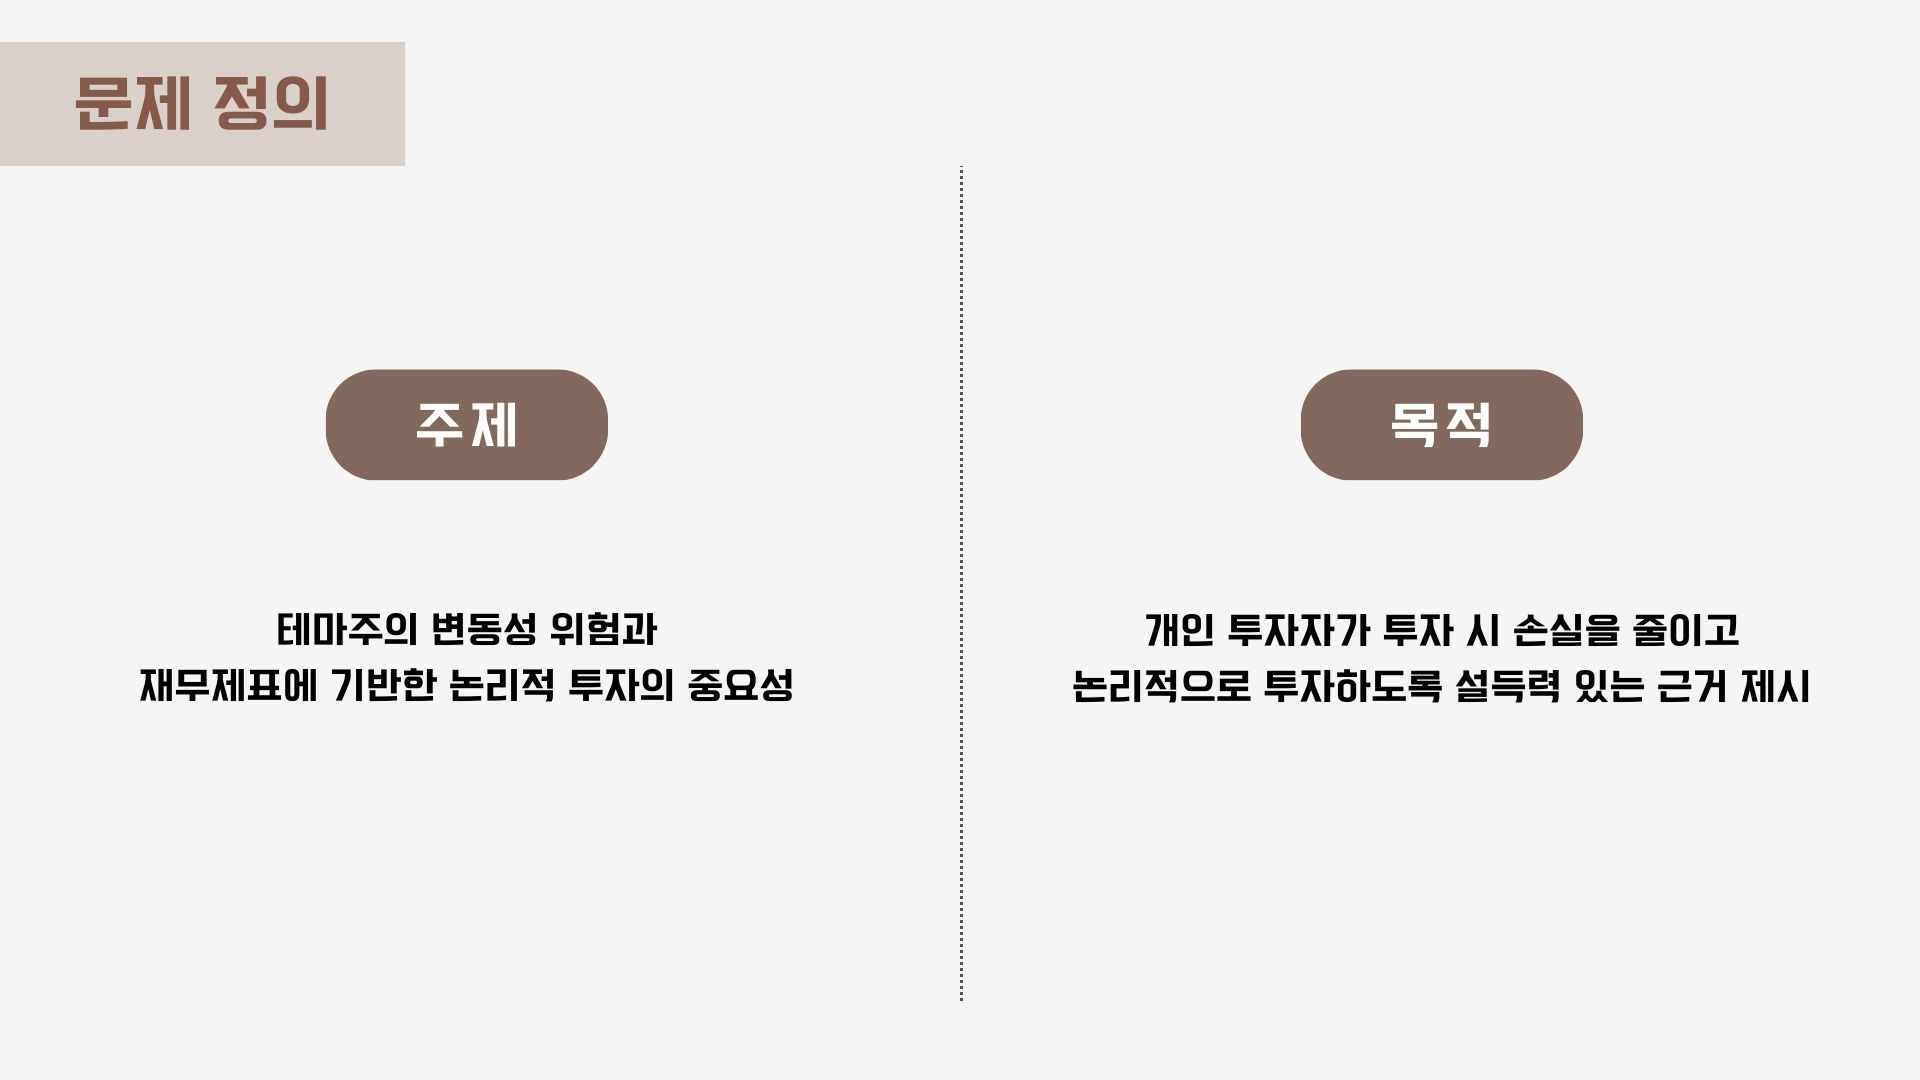 문제 정의
주제
테마주의 변동성 위험과
재무제표에 기반한 논리적 투자의 중요성
목적
개인 투자자가 투자 시 손실을 줄이고
논리적으로 투자하도록 설득력 있는 근거 제시